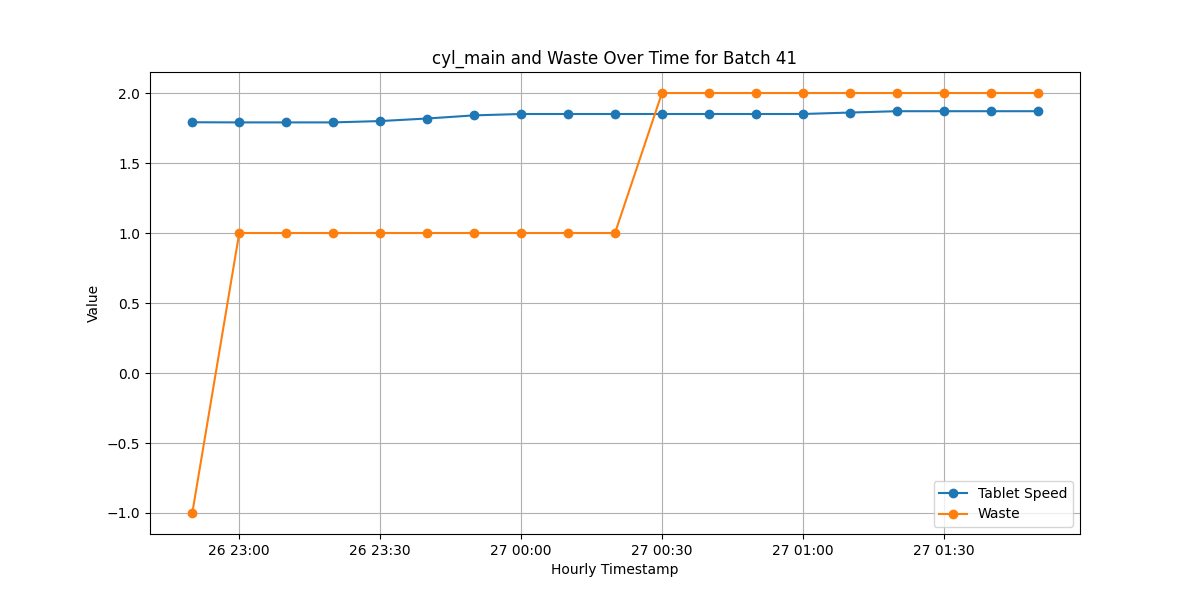 cyl_main and Waste Over Time for Batch 41
Value
2.0
1.5
1.0
0.5
0.0
−0.5
−1.0
Tablet Speed
Waste
26 23:00
26 23:30
27 00:00
27 00:30
27 01:00
27 01:30
Hourly Timestamp